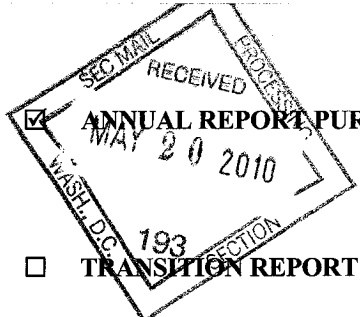 SEC MAIL PROCESSING
RECEIVED
☑ ANNUAL REPORT PUR
MAY 20 2010
WASH., D.C.
193
SECTION
☐ TRANSITION REPORT